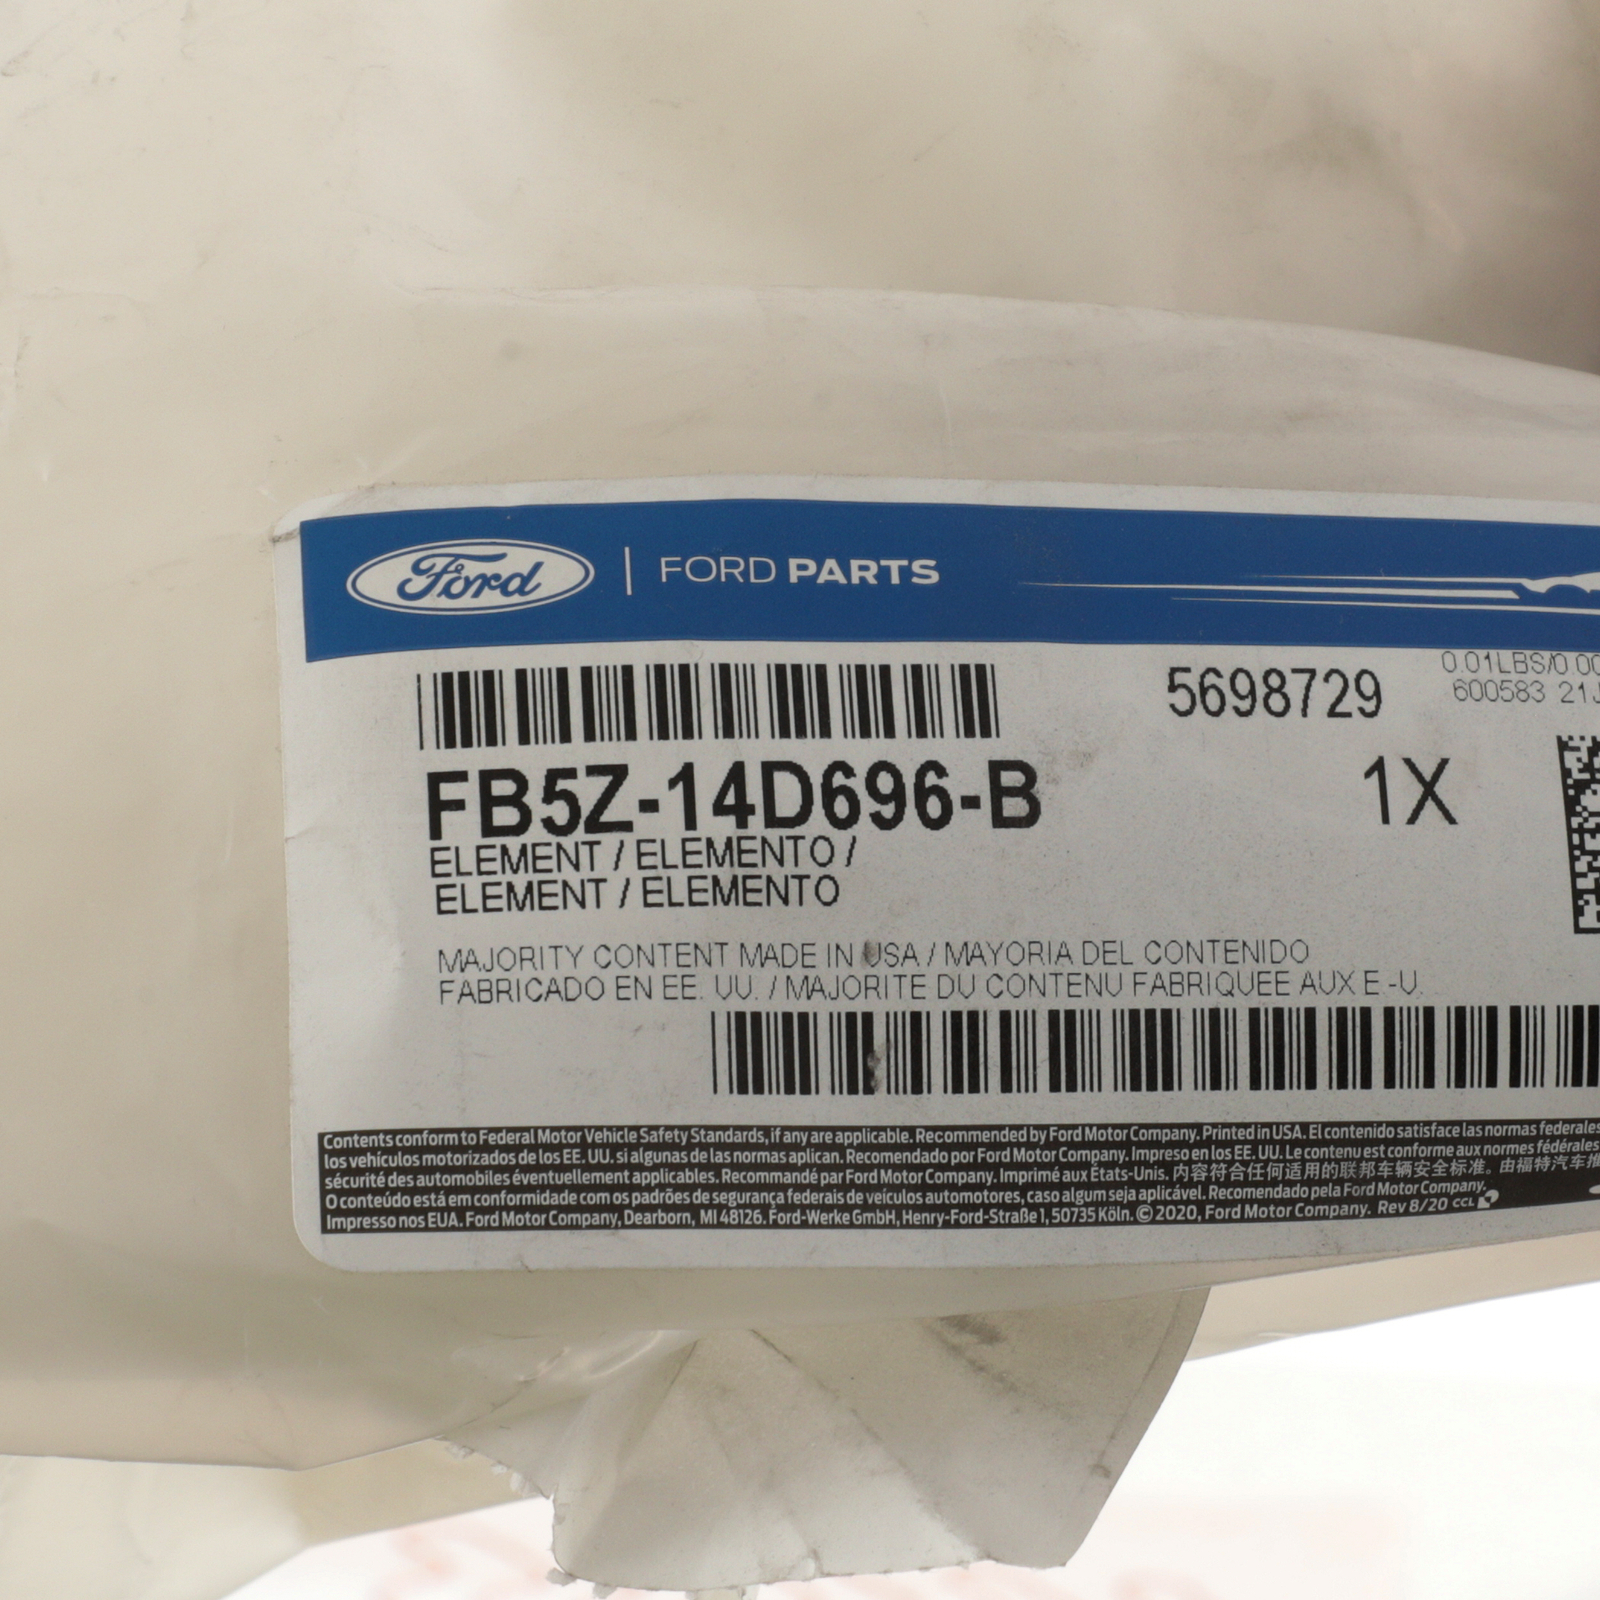 Ford | FORD PARTS
5698729
0.01LBS/0.00
600583 21J
FB5Z-14D696-B
1X
ELEMENT / ELEMENTO /
ELEMENT / ELEMENTO
MAJORITY CONTENT MADE IN USA / MAYORIA DEL CONTENIDO
FABRICADO EN EE. UU. / MAJORITE DU CONTENU FABRIQUEE AUX E.-U.
Contents conform to Federal Motor Vehicle Safety Standards, if any are applicable. Recommended by Ford Motor Company. Printed in USA. El contenido satisface las normas federales
los vehículos motorizados de los EE. UU. si algunas de las normas aplican. Recomendado por Ford Motor Company. Impreso en los EE. UU. Le contenu est conforme aux normes fédérales
sécurité des automobiles éventuellement applicables. Recommandé par Ford Motor Company. Imprimé aux États-Unis. 内容符合任何适用的联邦车辆安全标准。由福特汽车推
O conteúdo está em conformidade com os padrões de segurança federais de veículos automotores, caso algum seja aplicável. Recomendado pela Ford Motor Company.
Impresso nos EUA. Ford Motor Company, Dearborn, MI 48126. Ford-Werke GmbH, Henry-Ford-Straße 1, 50735 Köln. © 2020, Ford Motor Company. Rev 8/20 CCL